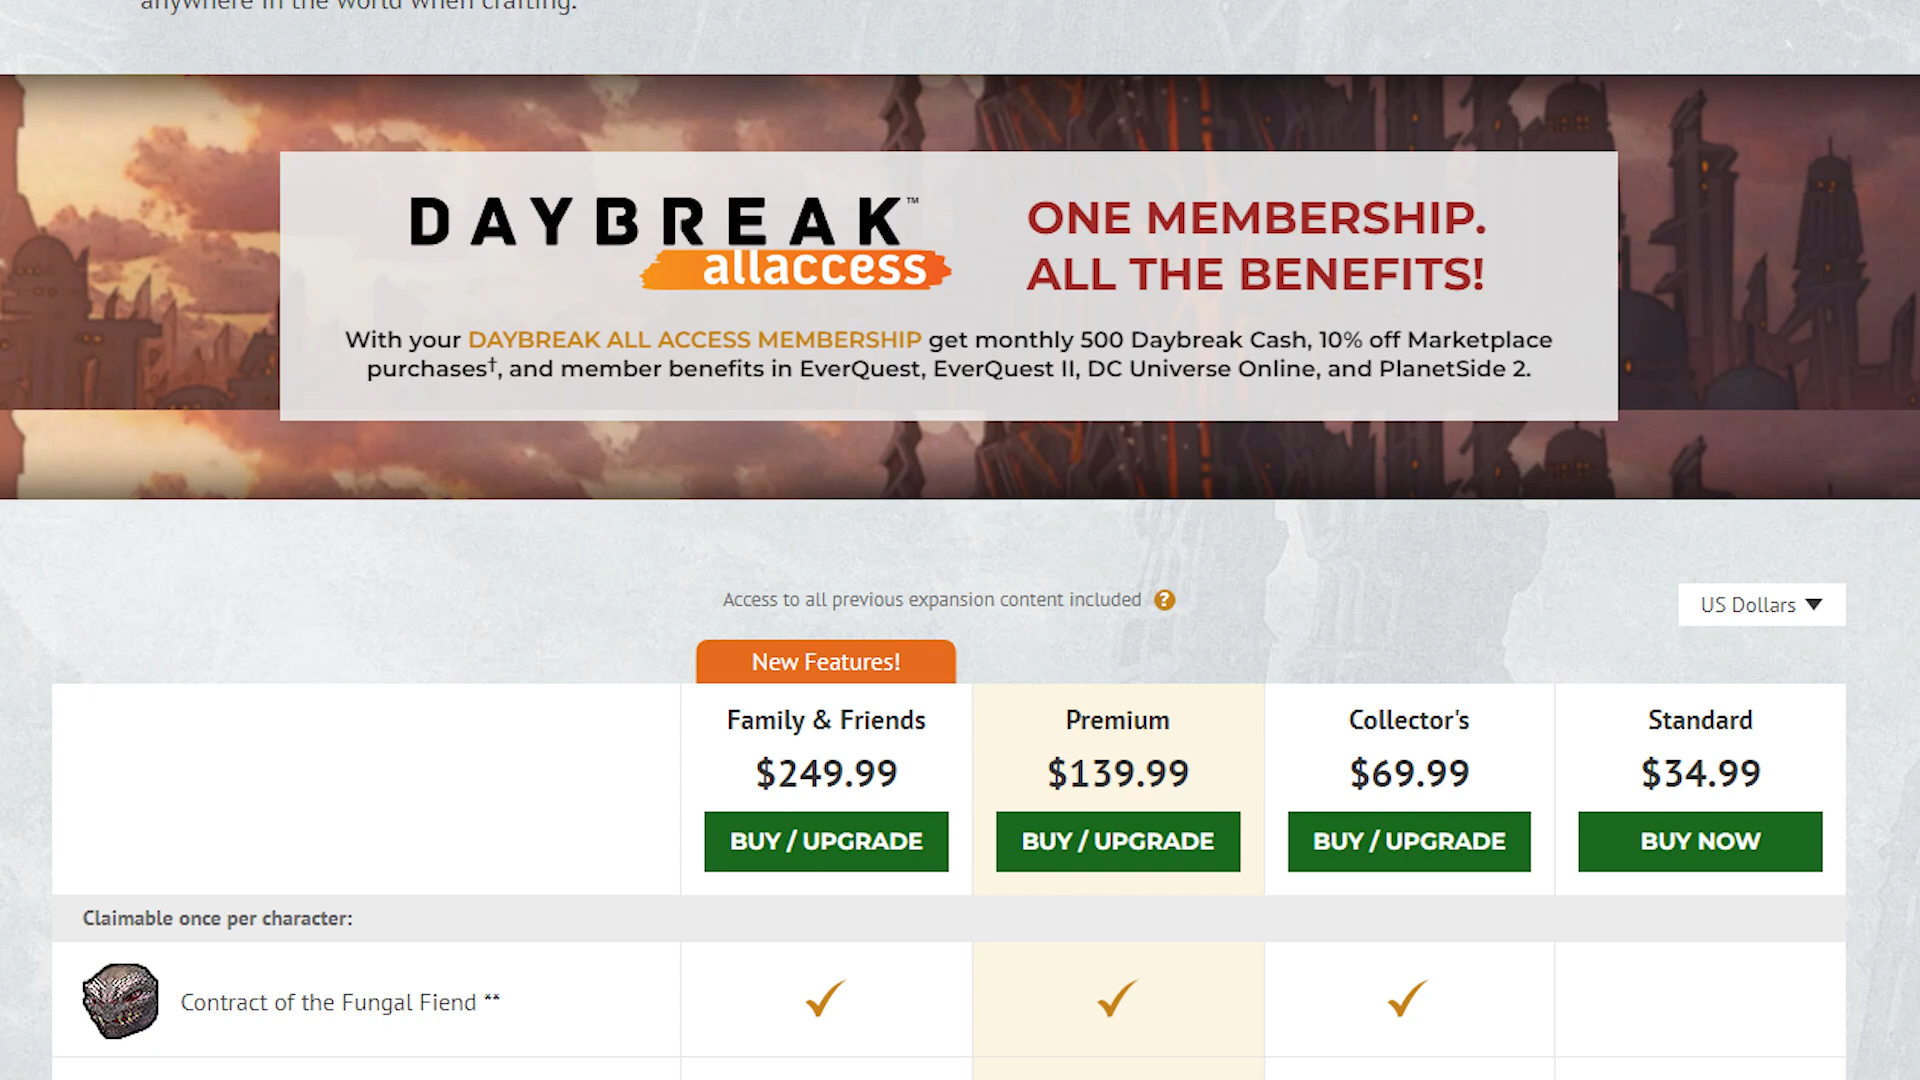 anywhere in the world when crafting.
DAYBREAK™
allaccess
ONE MEMBERSHIP.
ALL THE BENEFITS!
With your DAYBREAK ALL ACCESS MEMBERSHIP get monthly 500 Daybreak Cash, 10% off Marketplace
purchases†, and member benefits in EverQuest, EverQuest II, DC Universe Online, and PlanetSide 2.
Access to all previous expansion content included ?
US Dollars
New Features!
Family & Friends
$249.99
BUY / UPGRADE
Premium
$139.99
BUY / UPGRADE
Collector's
$69.99
BUY / UPGRADE
Standard
$34.99
BUY NOW
Claimable once per character:
Contract of the Fungal Fiend **